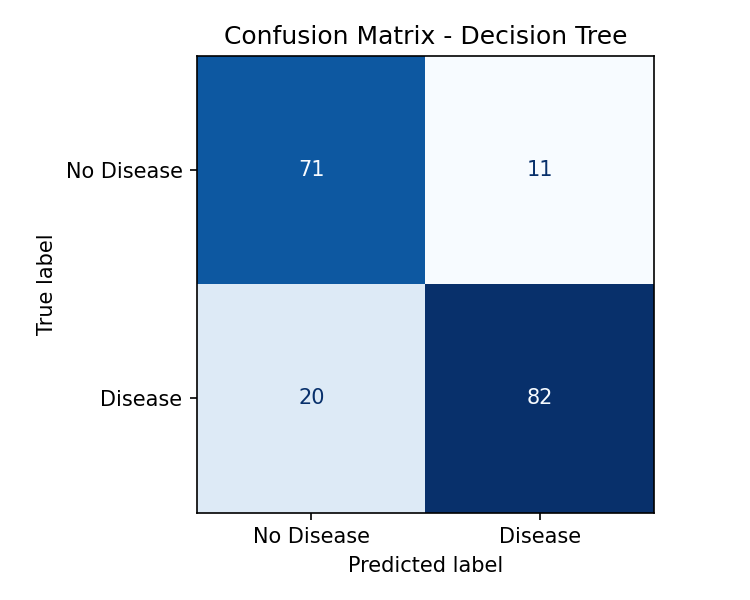 Confusion Matrix - Decision Tree
No Disease
71
11
True label
Disease
20
82
No Disease
Disease
Predicted label